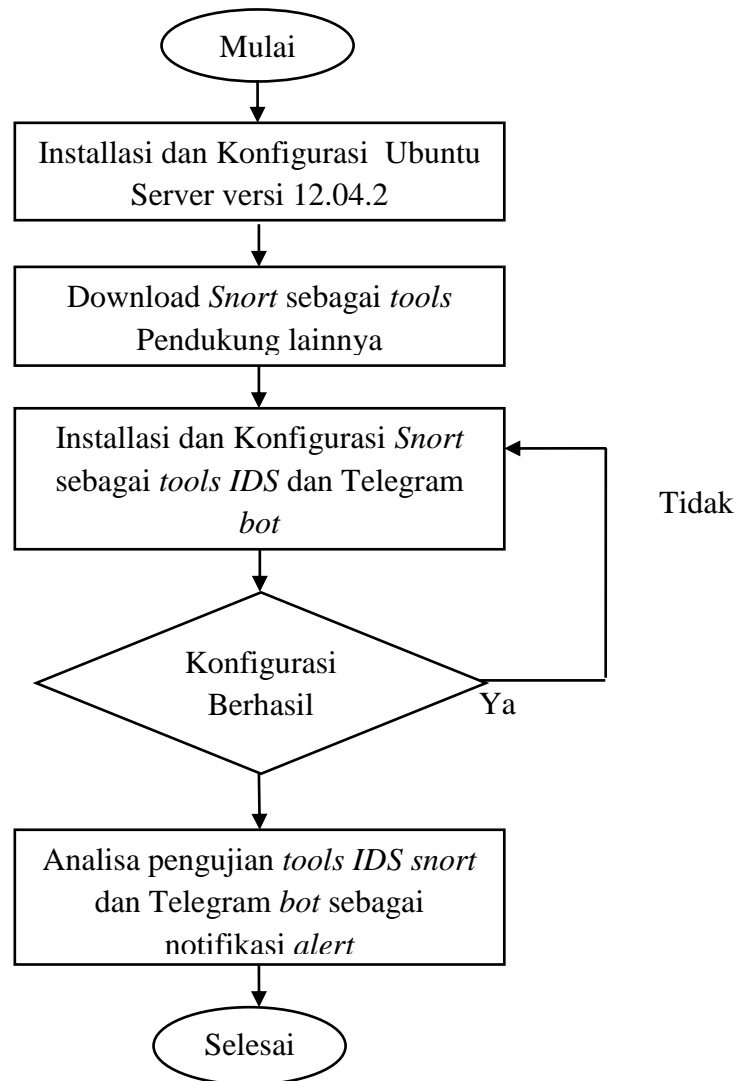 Mulai
Installasi dan Konfigurasi Ubuntu
Server versi 12.04.2
Download Snort sebagai tools
Pendukung lainnya
Installasi dan Konfigurasi Snort
sebagai tools IDS dan Telegram
bot
Tidak
Konfigurasi
Berhasil
Ya
Analisa pengujian tools IDS snort
dan Telegram bot sebagai
notifikasi alert
Selesai